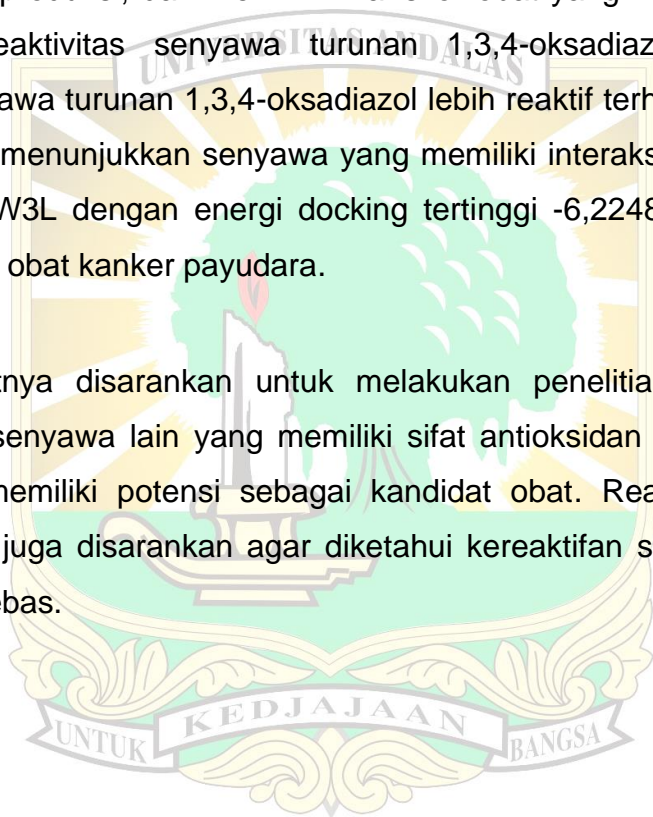 reaktivitas senyawa turunan 1,3,4-oksadiaz
UNIVERSITAS ANDALAS
awa turunan 1,3,4-oksadiazol lebih reaktif terh
menunjukkan senyawa yang memiliki interaks
W3L dengan energi docking tertinggi -6,2248
obat kanker payudara.
tnya disarankan untuk melakukan penelitia
senyawa lain yang memiliki sifat antioksidan
memiliki potensi sebagai kandidat obat. Rea
juga disarankan agar diketahui kereaktifan s
ebas.
UNTUK KEDJAJAAN BANGSA